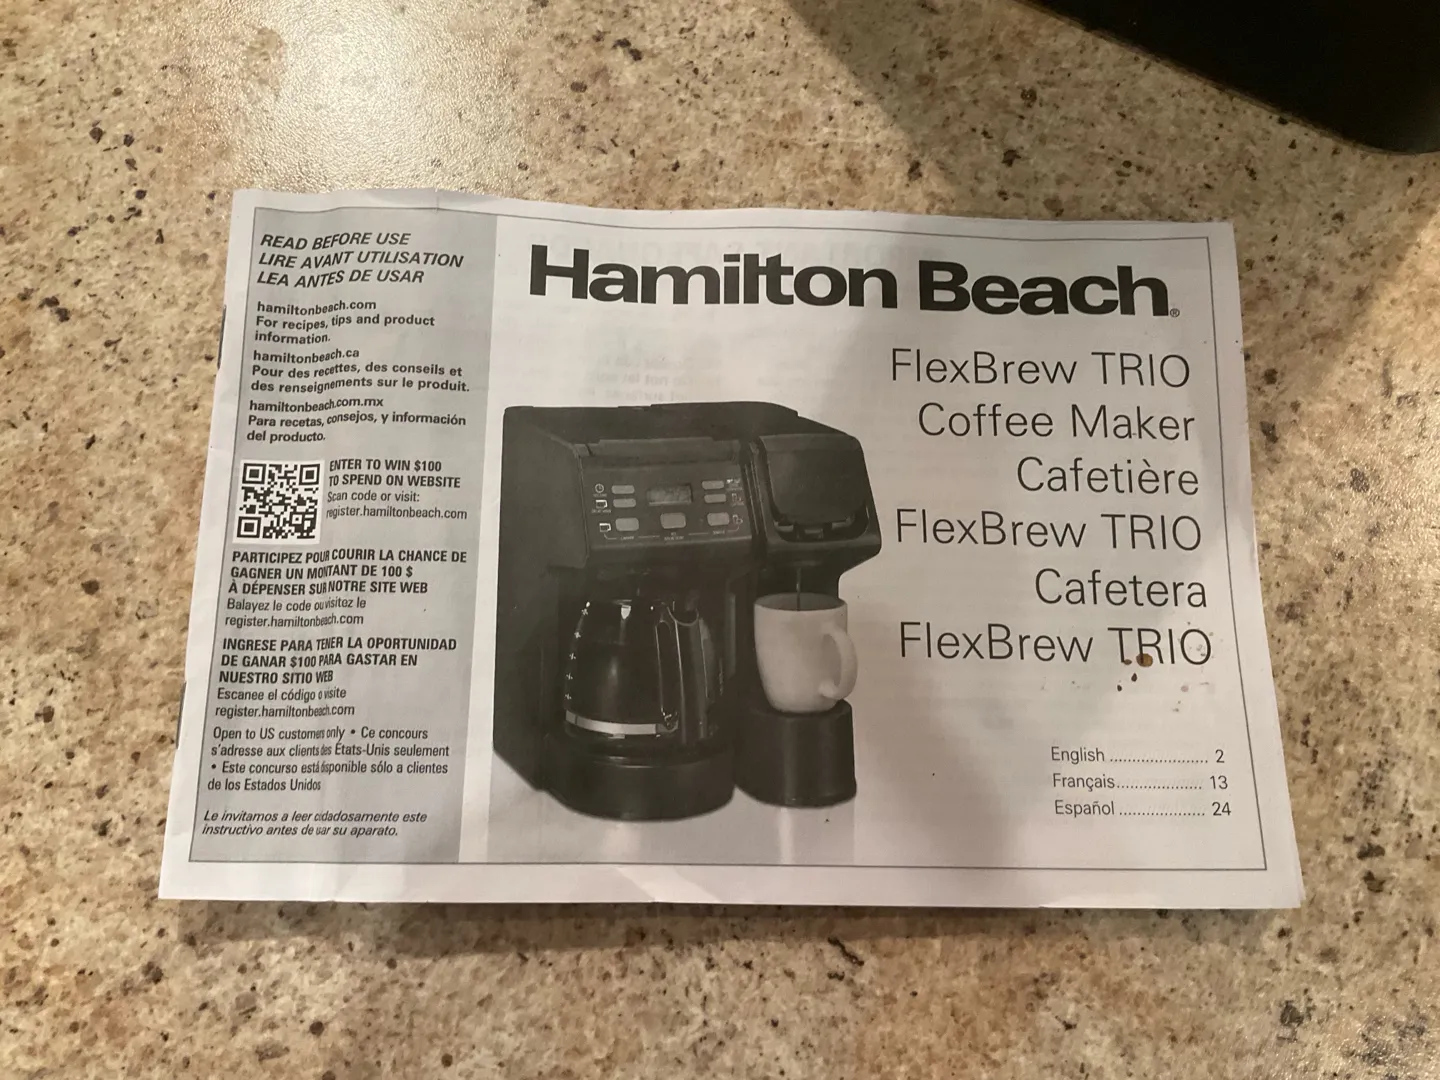 READ BEFORE USE
LIRE AVANT UTILISATION
LEA ANTES DE USAR
hamiltonbeach.com
For recipes, tips and product
information.
hamiltonbeach.ca
Pour des recettes, des conseils et
des renseignements sur le produit.
hamiltonbeach.com.mx
Para recetas, consejos, y información
del producto.
ENTER TO WIN $100
TO SPEND ON WEBSITE
Scan code or visit:
register.hamiltonbeach.com
PARTICIPEZ POUR COURIR LA CHANCE DE
GAGNER UN MONTANT DE 100 $
À DÉPENSER SUR NOTRE SITE WEB
Balayez le code ou visitez le
register.hamiltonbeach.com
INGRESE PARA TENER LA OPORTUNIDAD
DE GANAR $100 PARA GASTAR EN
NUESTRO SITIO WEB
Escanee el código o visite
register.hamiltonbeach.com
Open to US customers only • Ce concours
s'adresse aux clients des États-Unis seulement
• Este concurso está disponible sólo a clientes
de los Estados Unidos
Le invitamos a leer cuidadosamente este
instructivo antes de usar su aparato.
Hamilton Beach®
FlexBrew TRIO
Coffee Maker
Cafetière
FlexBrew TRIO
Cafetera
FlexBrew TRIO
English ...................... 2
Français................... 13
Español ................... 24